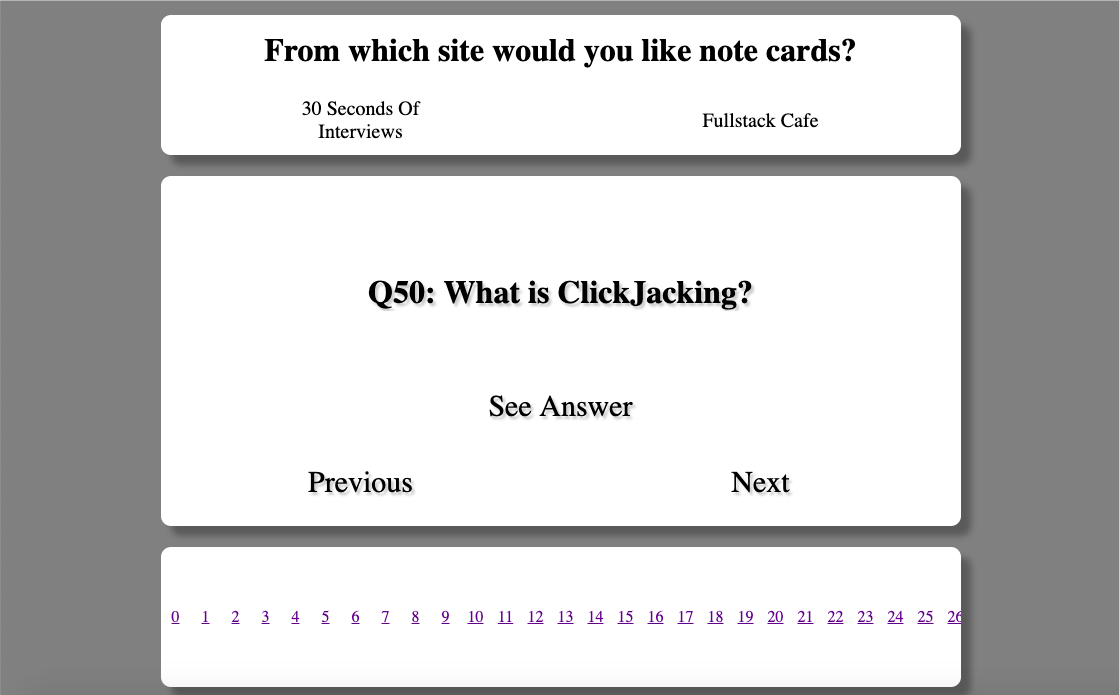 From which site would you like note cards?
30 Seconds Of
Interviews
Fullstack Cafe
Q50: What is ClickJacking?
See Answer
Previous Next
0 1 2 3 4 5 6 7 8 9 10 11 12 13 14 15 16 17 18 19 20 21 22 23 24 25 26